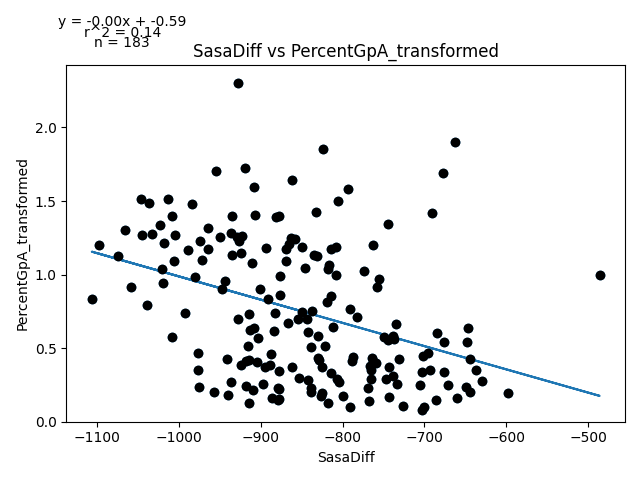 y = -0.00x + -0.59
r^2 = 0.14
n = 183
SasaDiff vs PercentGpA_transformed
PercentGpA_transformed
2.0
1.5
1.0
0.5
0.0
−1100 −1000 −900 −800 −700 −600 −500
SasaDiff